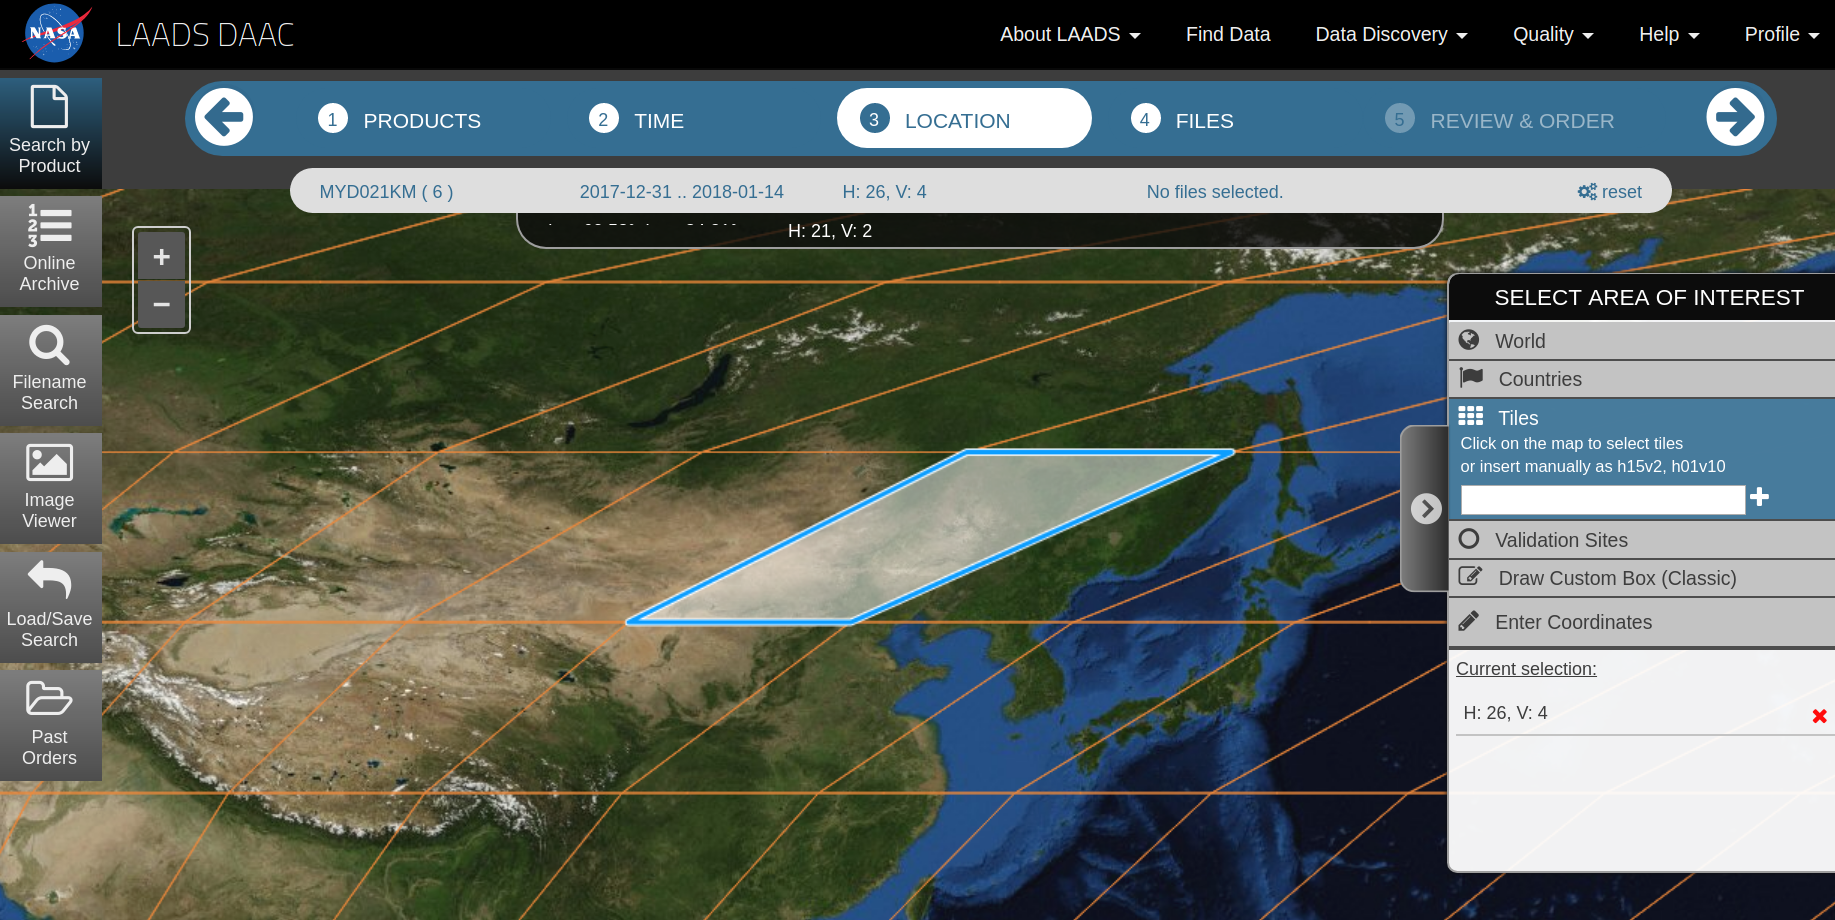 NASA
LAADS DAAC
About LAADS
Find Data
Data Discovery
Quality
Help
Profile
1 PRODUCTS
2 TIME
3 LOCATION
4 FILES
5 REVIEW & ORDER
MYD021KM ( 6 )
2017-12-31 .. 2018-01-14
H: 26, V: 4
No files selected.
reset
H: 21, V: 2
+
−
Search by
Product
1
2
3
Online
Archive
Filename
Search
Image
Viewer
Load/Save
Search
Past
Orders
SELECT AREA OF INTEREST
World
Countries
Tiles
Click on the map to select tiles
or insert manually as h15v2, h01v10
Validation Sites
Draw Custom Box (Classic)
Enter Coordinates
Current selection:
H: 26, V: 4